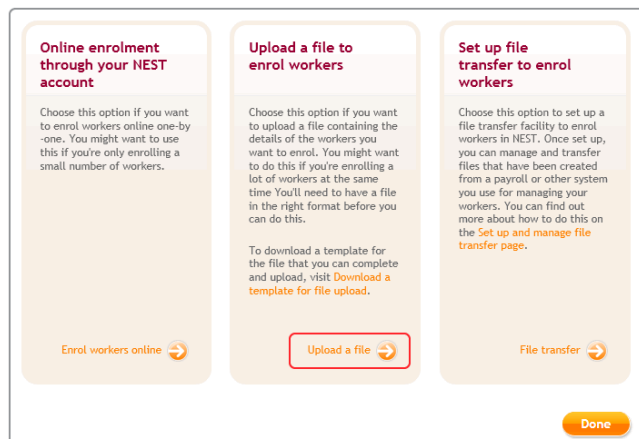 Online enrolment
through your NEST
account
Choose this option if you want
to enrol workers online one-by
-one. You might want to use
this if you're only enrolling a
small number of workers.
Enrol workers online
Upload a file to
enrol workers
Choose this option if you want
to upload a file containing the
details of the workers you
want to enrol. You might want
to do this if you're enrolling a
lot of workers at the same
time You'll need to have a file
in the right format before you
can do this.
To download a template for
the file that you can complete
and upload, visit Download a
template for file upload.
Upload a file
Set up file
transfer to enrol
workers
Choose this option to set up a
file transfer facility to enrol
workers in NEST. Once set up,
you can manage and transfer
files that have been created
from a payroll or other system
you use for managing your
workers. You can find out
more about how to do this on
the Set up and manage file
transfer page.
File transfer
Done